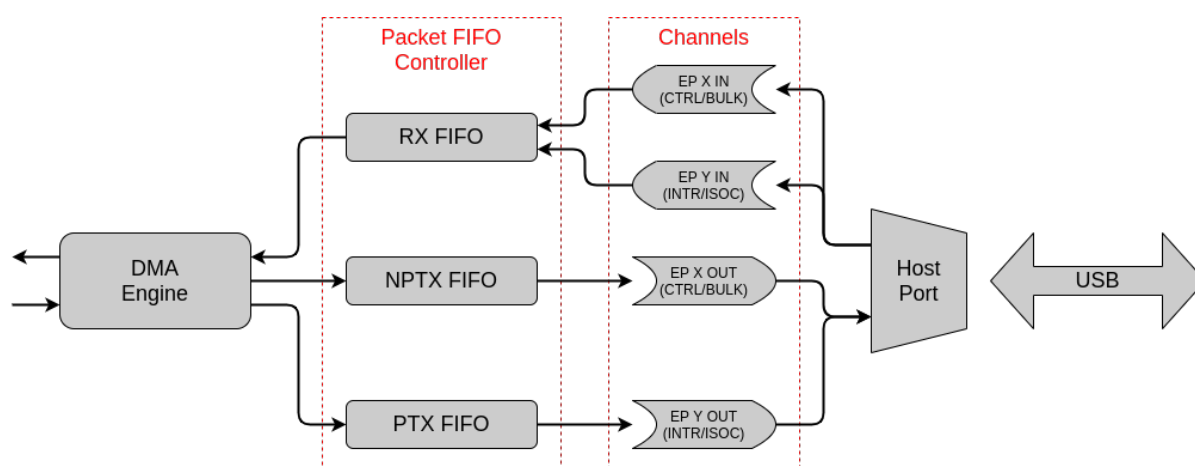 Packet FIFO
Controller
Channels
EP X IN
(CTRL/BULK)
RX FIFO
EP Y IN
(INTR/ISOC)
DMA
Engine
NPTX FIFO
EP X OUT
(CTRL/BULK)
Host
Port
USB
PTX FIFO
EP Y OUT
(INTR/ISOC)